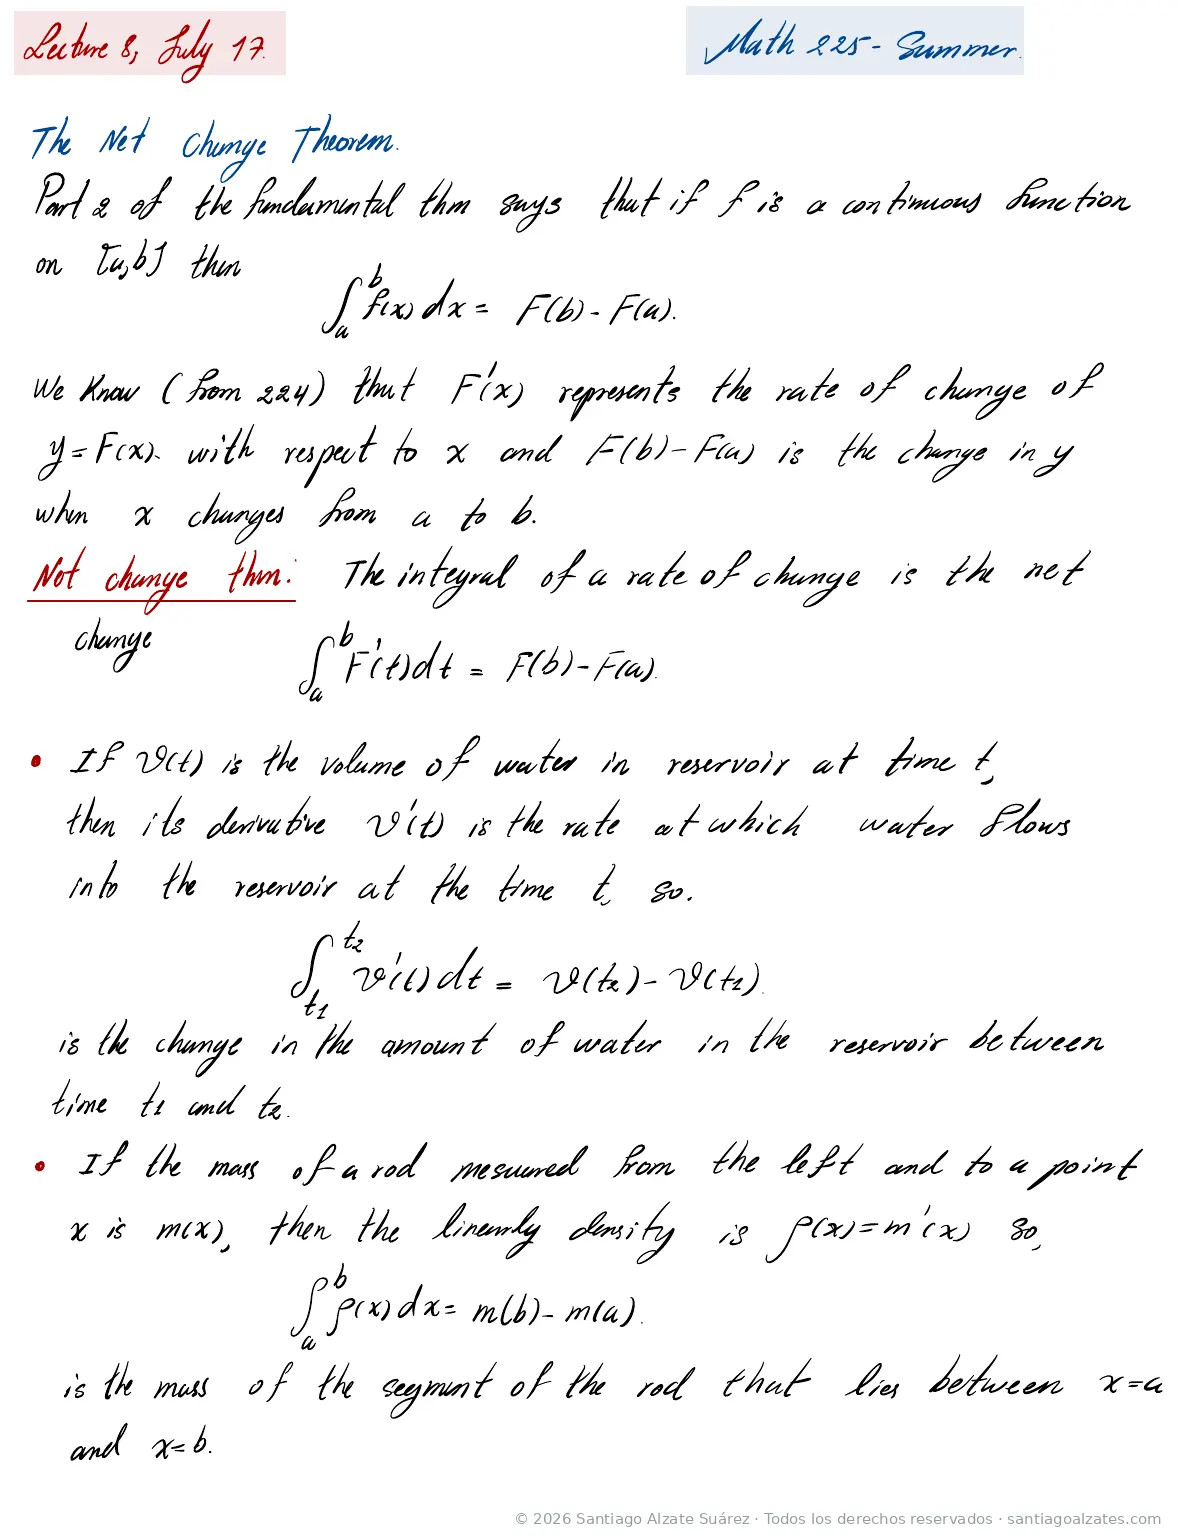 Lecture 8, July 17.
Math 225 - Summer.
The Net Change Theorem.
Part 2 of the fundamental thm says that if f is a continuous function
on [a,b] then
∫_a^b f(x) dx = F(b) - F(a).
We Know (from 224) that F'(x) represents the rate of change of
y = F(x). with respect to x and F(b) - F(a) is the change in y
when x changes from a to b.
Not change thm: The integral of a rate of change is the net
change
∫_a^b F'(t) dt = F(b) - F(a).
• If V(t) is the volume of water in reservoir at time t,
then its derivative V'(t) is the rate at which water flows
into the reservoir at the time t, so.
∫_{t1}^{t2} V'(t) dt = V(t2) - V(t1).
is the change in the amount of water in the reservoir between
time t1 and t2.
• If the mass of a rod mesuured from the left and to a point
x is m(x), then the linearly density is ρ(x) = m'(x) so,
∫_a^b ρ(x) dx = m(b) - m(a).
is the mass of the segment of the rod that lies between x=a
and x=b.
© 2026 Santiago Alzate Suárez · Todos los derechos reservados · santiagoalzates.com